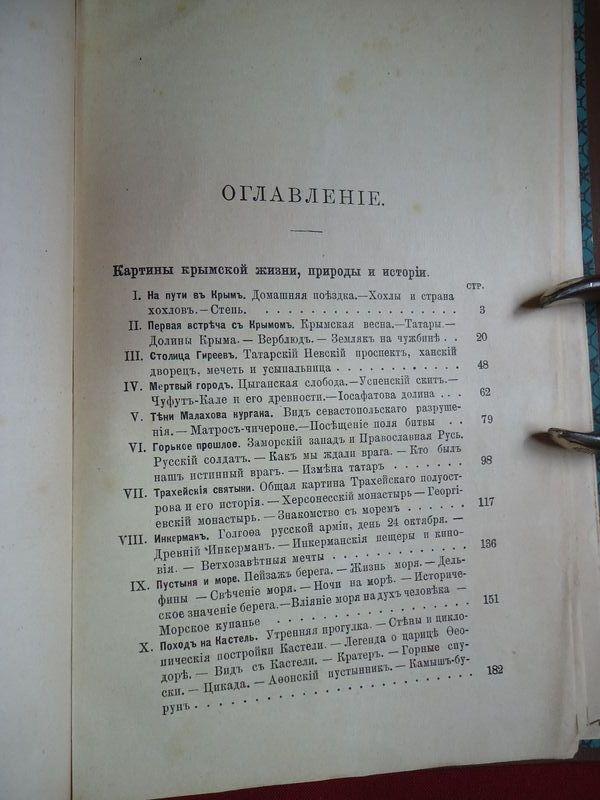 ОГЛАВЛЕНІЕ.
Картины крымской жизни, природы и исторіи.
СТР.
I. На пути въ Крымъ. Домашняя поѣздка.—Хохлы и страна
хохловъ.—Степь. . . . . . . . . . . . . . . . . 3
II. Первая встрѣча съ Крымомъ. Крымская весна.—Татары.—
Долины Крыма. — Верблюдъ. — Землякъ на чужбинѣ . . 20
III. Столица Гиреевъ. Татарскій Невскій проспектъ, ханскій
дворецъ, мечеть и усыпальница . . . . . . . . . . . 48
IV. Мертвый городъ. Цыганская слобода.—Успенскій скитъ.—
Чуфутъ-Кале и его древности.—Іосафатова долина . . . 62
V. Тѣни Малахова кургана. Видъ севастопольскаго разруше-
нія.—Матросъ-чичероне.—Посѣщеніе поля битвы . . . 79
VI. Горькое прошлое. Заморскій западъ и Православная Русь.
Русскій солдатъ. — Какъ мы ждали врага. — Кто былъ
нашъ истинный врагъ. — Измѣна татаръ . . . . . . . 98
VII. Трахейскія святыни. Общая картина Трахейскаго полуост-
рова и его исторія. — Херсонесскій монастырь — Георгі-
евскій монастырь. — Знакомство съ моремъ . . . . . . 117
VIII. Инкерманъ, Голгоѳа русской арміи, день 24 октября. —
Древній Инкерманъ. — Инкерманскія пещеры и кино-
вія. — Ветхозавѣтныя мечты . . . . . . . . . . . . 136
IX. Пустыня и море. Пейзажъ берега. — Жизнь моря. — Дель-
фины — Свѣченіе моря. — Ночи на морѣ. — Историче-
ское значеніе берега.—Вліяніе моря на духъ человѣка —
Морское купанье . . . . . . . . . . . . . . . . 151
X. Походъ на Кастель. Утренняя прогулка. — Стѣны и цикло-
пическія постройки Кастели. — Легенда о царицѣ Ѳео-
дорѣ. — Видъ съ Кастели. — Кратеръ. — Горные спу-
ски. — Цикада. — Аѳонскій пустынникъ. — Камышъ-бу-
рунъ . . . . . . . . . . . . . . . . . . . . . 182